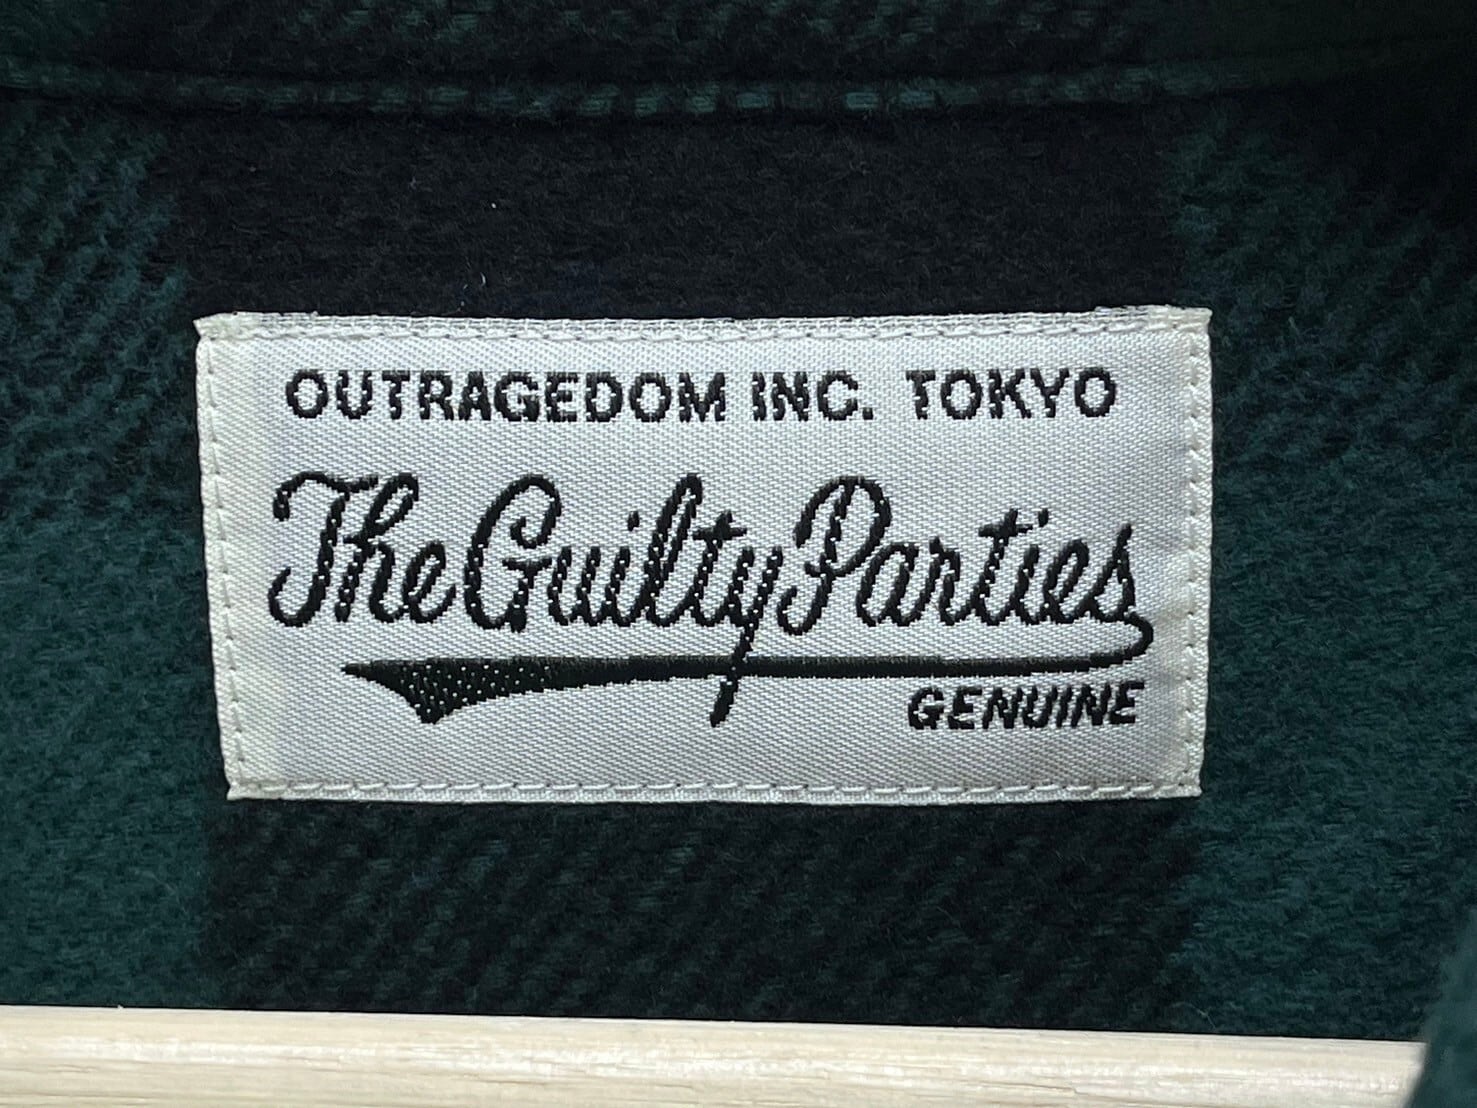 OUTRAGEDOM INC. TOKYO
The Guilty Parties
GENUINE